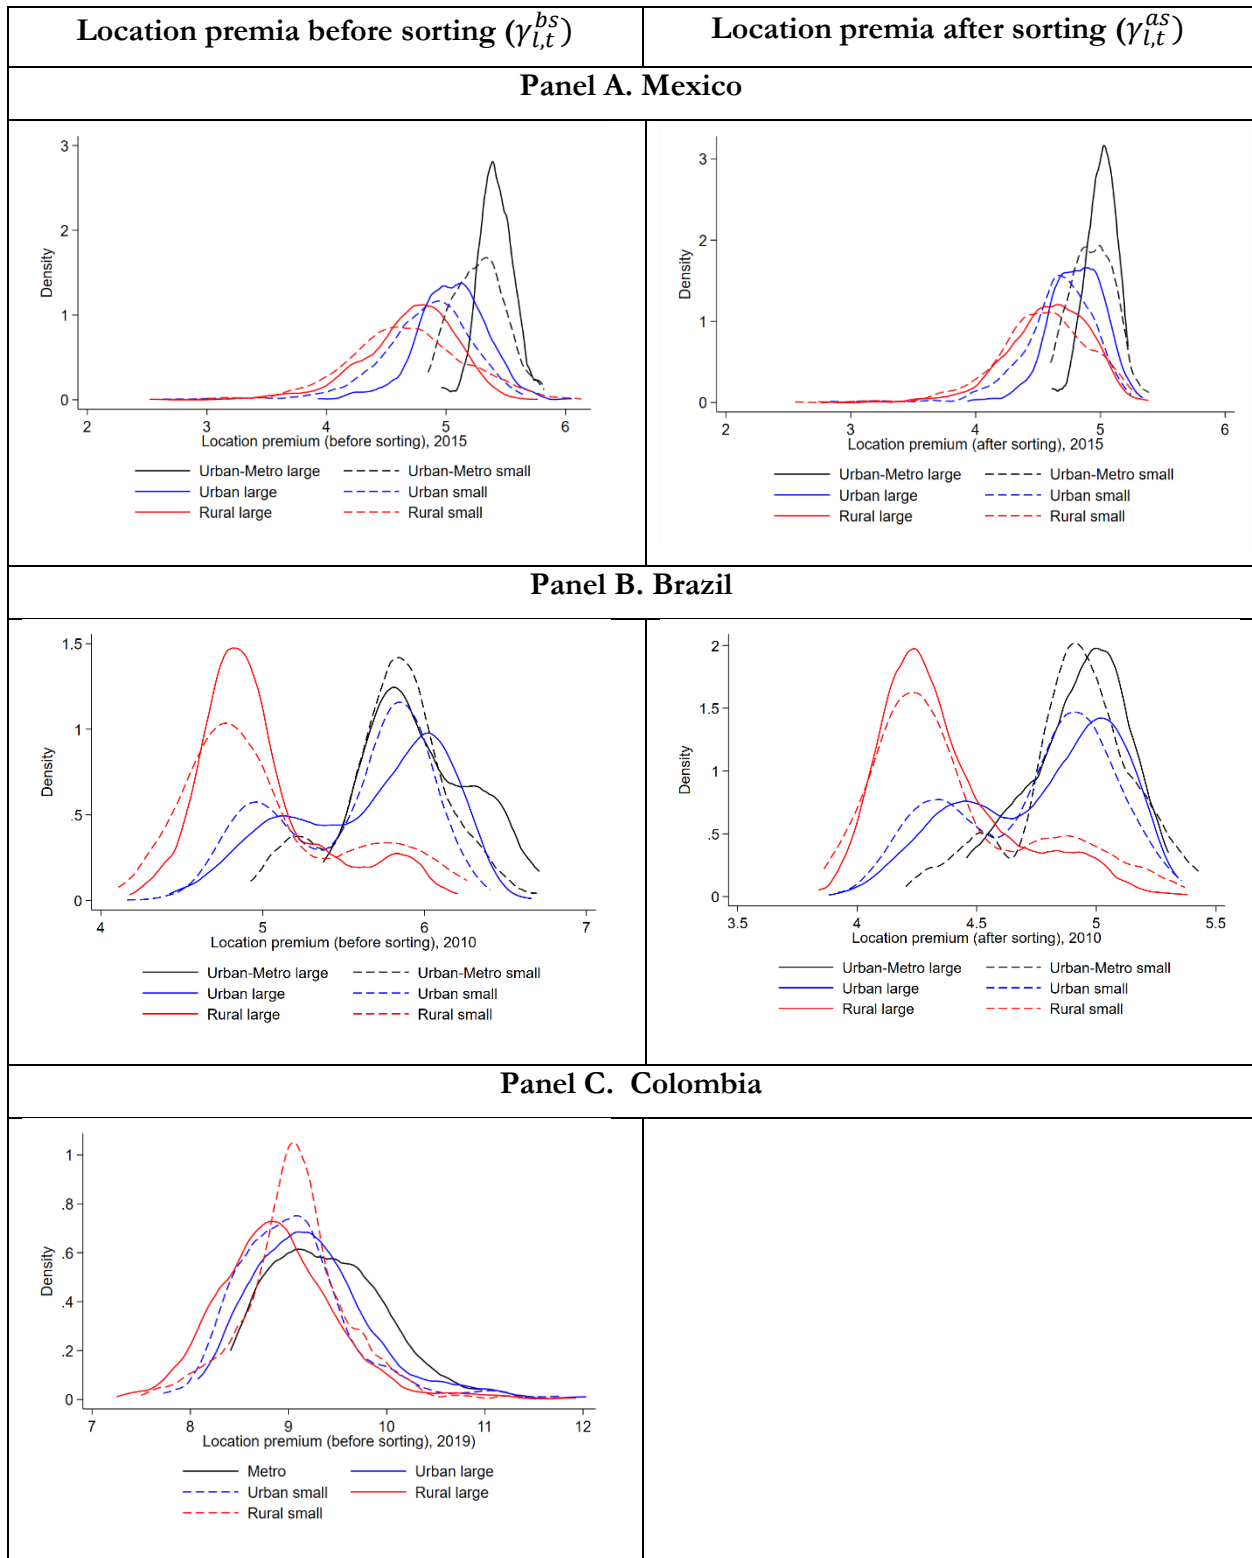 Location premia before sorting (γ_{l,t}^{bs})
Location premia after sorting (γ_{l,t}^{as})
Panel A. Mexico
3
2
1
0
Density
2 3 4 5 6
Location premium (before sorting), 2015
Urban-Metro large Urban-Metro small
Urban large Urban small
Rural large Rural small
3
2
1
0
Density
2 3 4 5 6
Location premium (after sorting), 2015
Urban-Metro large Urban-Metro small
Urban large Urban small
Rural large Rural small
Panel B. Brazil
1.5
1
.5
0
Density
4 5 6 7
Location premium (before sorting), 2010
Urban-Metro large Urban-Metro small
Urban large Urban small
Rural large Rural small
2
1.5
1
.5
0
Density
3.5 4 4.5 5 5.5
Location premium (after sorting), 2010
Urban-Metro large Urban-Metro small
Urban large Urban small
Rural large Rural small
Panel C. Colombia
1
.8
.6
.4
.2
0
Density
7 8 9 10 11 12
Location premium (before sorting), 2019)
Metro Urban large
Urban small Rural large
Rural small